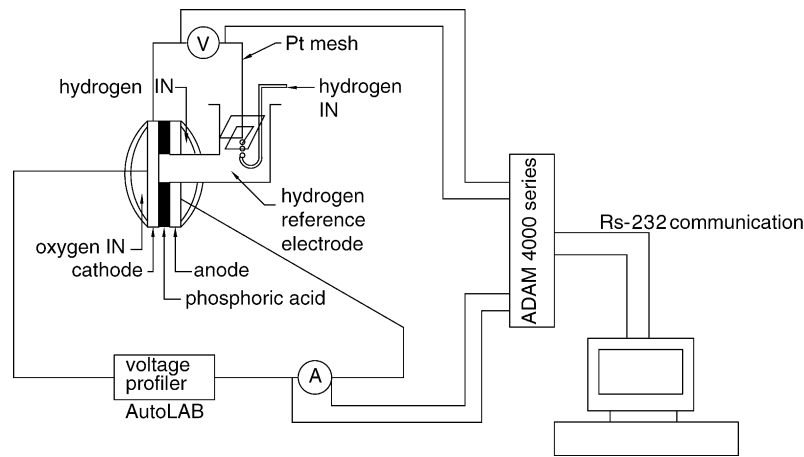 V
Pt mesh
hydrogen IN
hydrogen
IN
hydrogen
reference
electrode
oxygen IN
cathode
anode
phosphoric acid
ADAM 4000 series
Rs-232 communication
voltage
profiler
AutoLAB
A